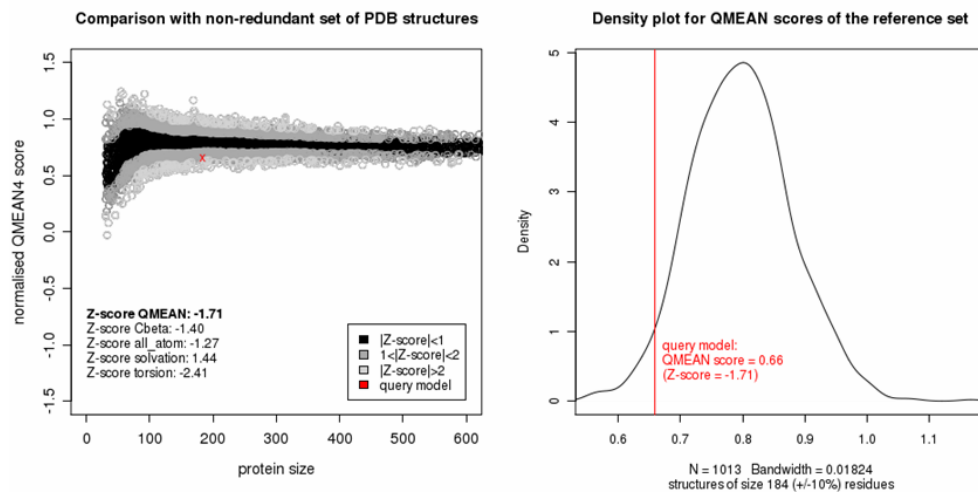 Comparison with non-redundant set of PDB structures
normalised QMEAN4 score
1.5
1.0
0.5
0.0
-0.5
-1.0
-1.5
Z-score QMEAN: -1.71
Z-score Cbeta: -1.40
Z-score all_atom: -1.27
Z-score solvation: 1.44
Z-score torsion: -2.41
|Z-score|<1
1<|Z-score|<2
|Z-score|>2
query model
0 100 200 300 400 500 600
protein size
Density plot for QMEAN scores of the reference set
Density
5
4
3
2
1
0
query model:
QMEAN score = 0.66
(Z-score = -1.71)
0.6 0.7 0.8 0.9 1.0 1.1
N = 1013 Bandwidth = 0.01824
structures of size 184 (+/-10%) residues